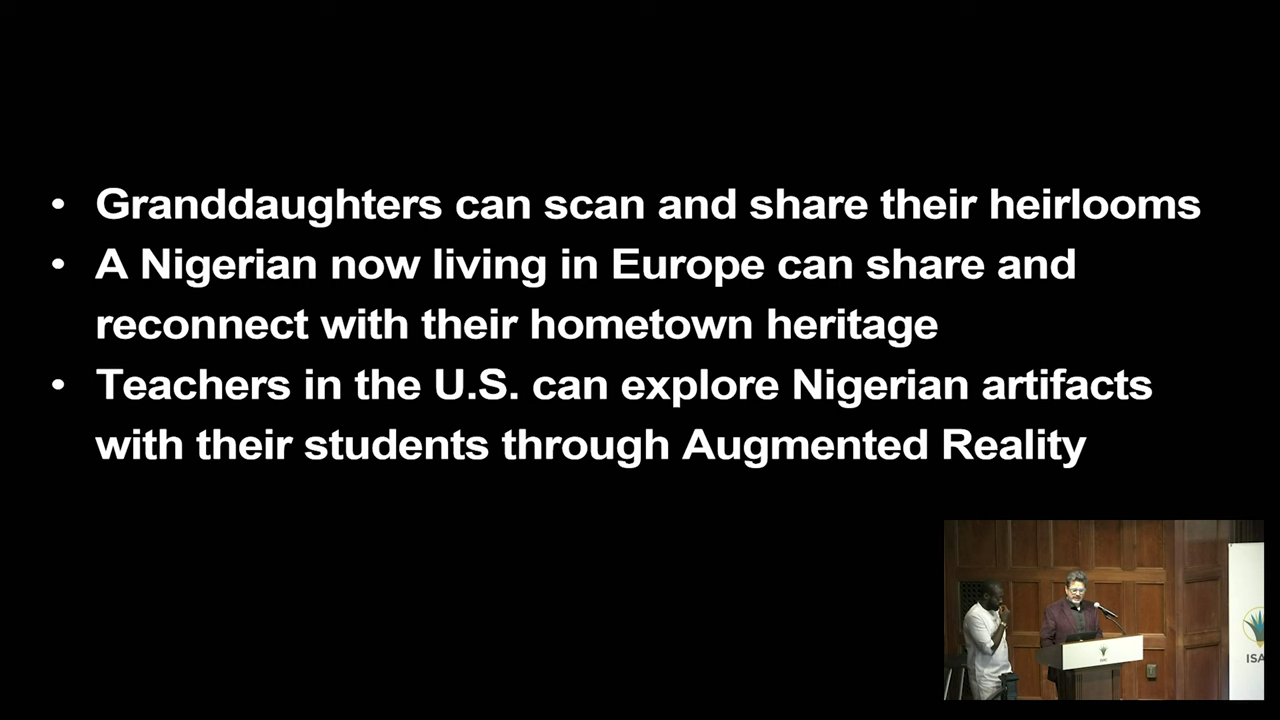 • Granddaughters can scan and share their heirlooms
• A Nigerian now living in Europe can share and
reconnect with their hometown heritage
• Teachers in the U.S. can explore Nigerian artifacts
with their students through Augmented Reality